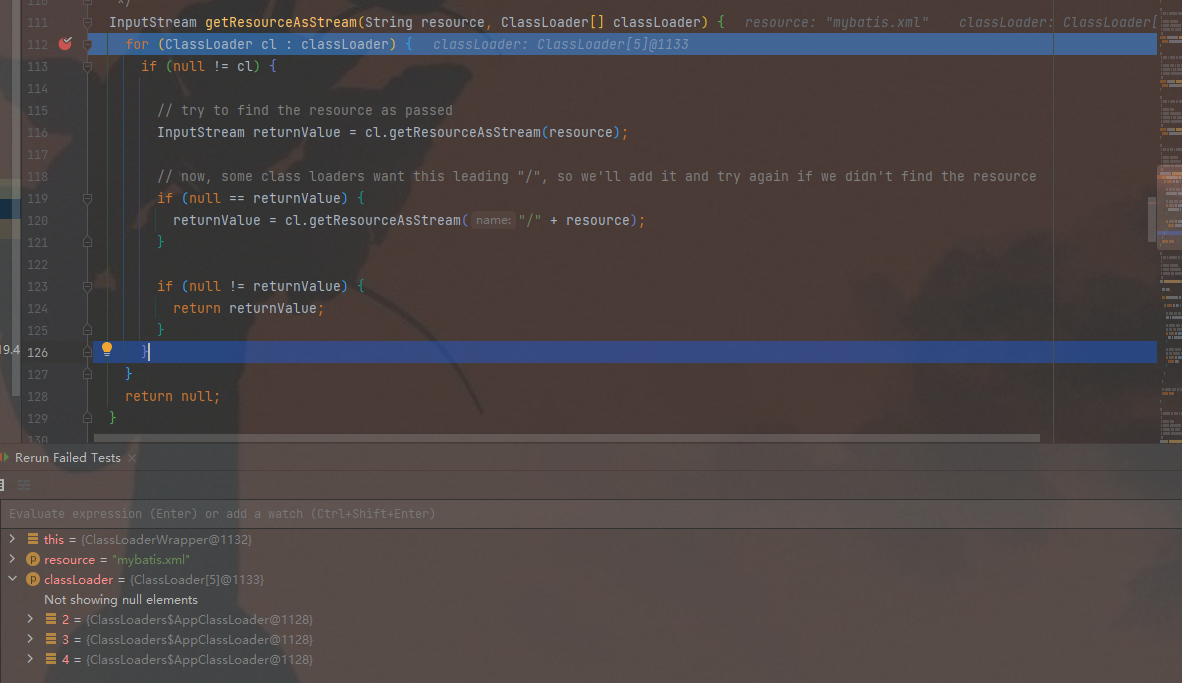 110 */
111 InputStream getResourceAsStream(String resource, ClassLoader[] classLoader) { resource: "mybatis.xml" classLoader: ClassLoader[
112 for (ClassLoader cl : classLoader) { classLoader: ClassLoader[5]@1133
113 if (null != cl) {
114
115 // try to find the resource as passed
116 InputStream returnValue = cl.getResourceAsStream(resource);
117
118 // now, some class loaders want this leading "/", so we'll add it and try again if we didn't find the resource
119 if (null == returnValue) {
120 returnValue = cl.getResourceAsStream( name: "/" + resource);
121 }
122
123 if (null != returnValue) {
124 return returnValue;
125 }
19.4 126 }
127 }
128 return null;
129 }
130
Rerun Failed Tests ×
Evaluate expression (Enter) or add a watch (Ctrl+Shift+Enter)
this = {ClassLoaderWrapper@1132}
p resource = "mybatis.xml"
p classLoader = {ClassLoader[5]@1133}
Not showing null elements
2 = {ClassLoaders$AppClassLoader@1128}
3 = {ClassLoaders$AppClassLoader@1128}
4 = {ClassLoaders$AppClassLoader@1128}